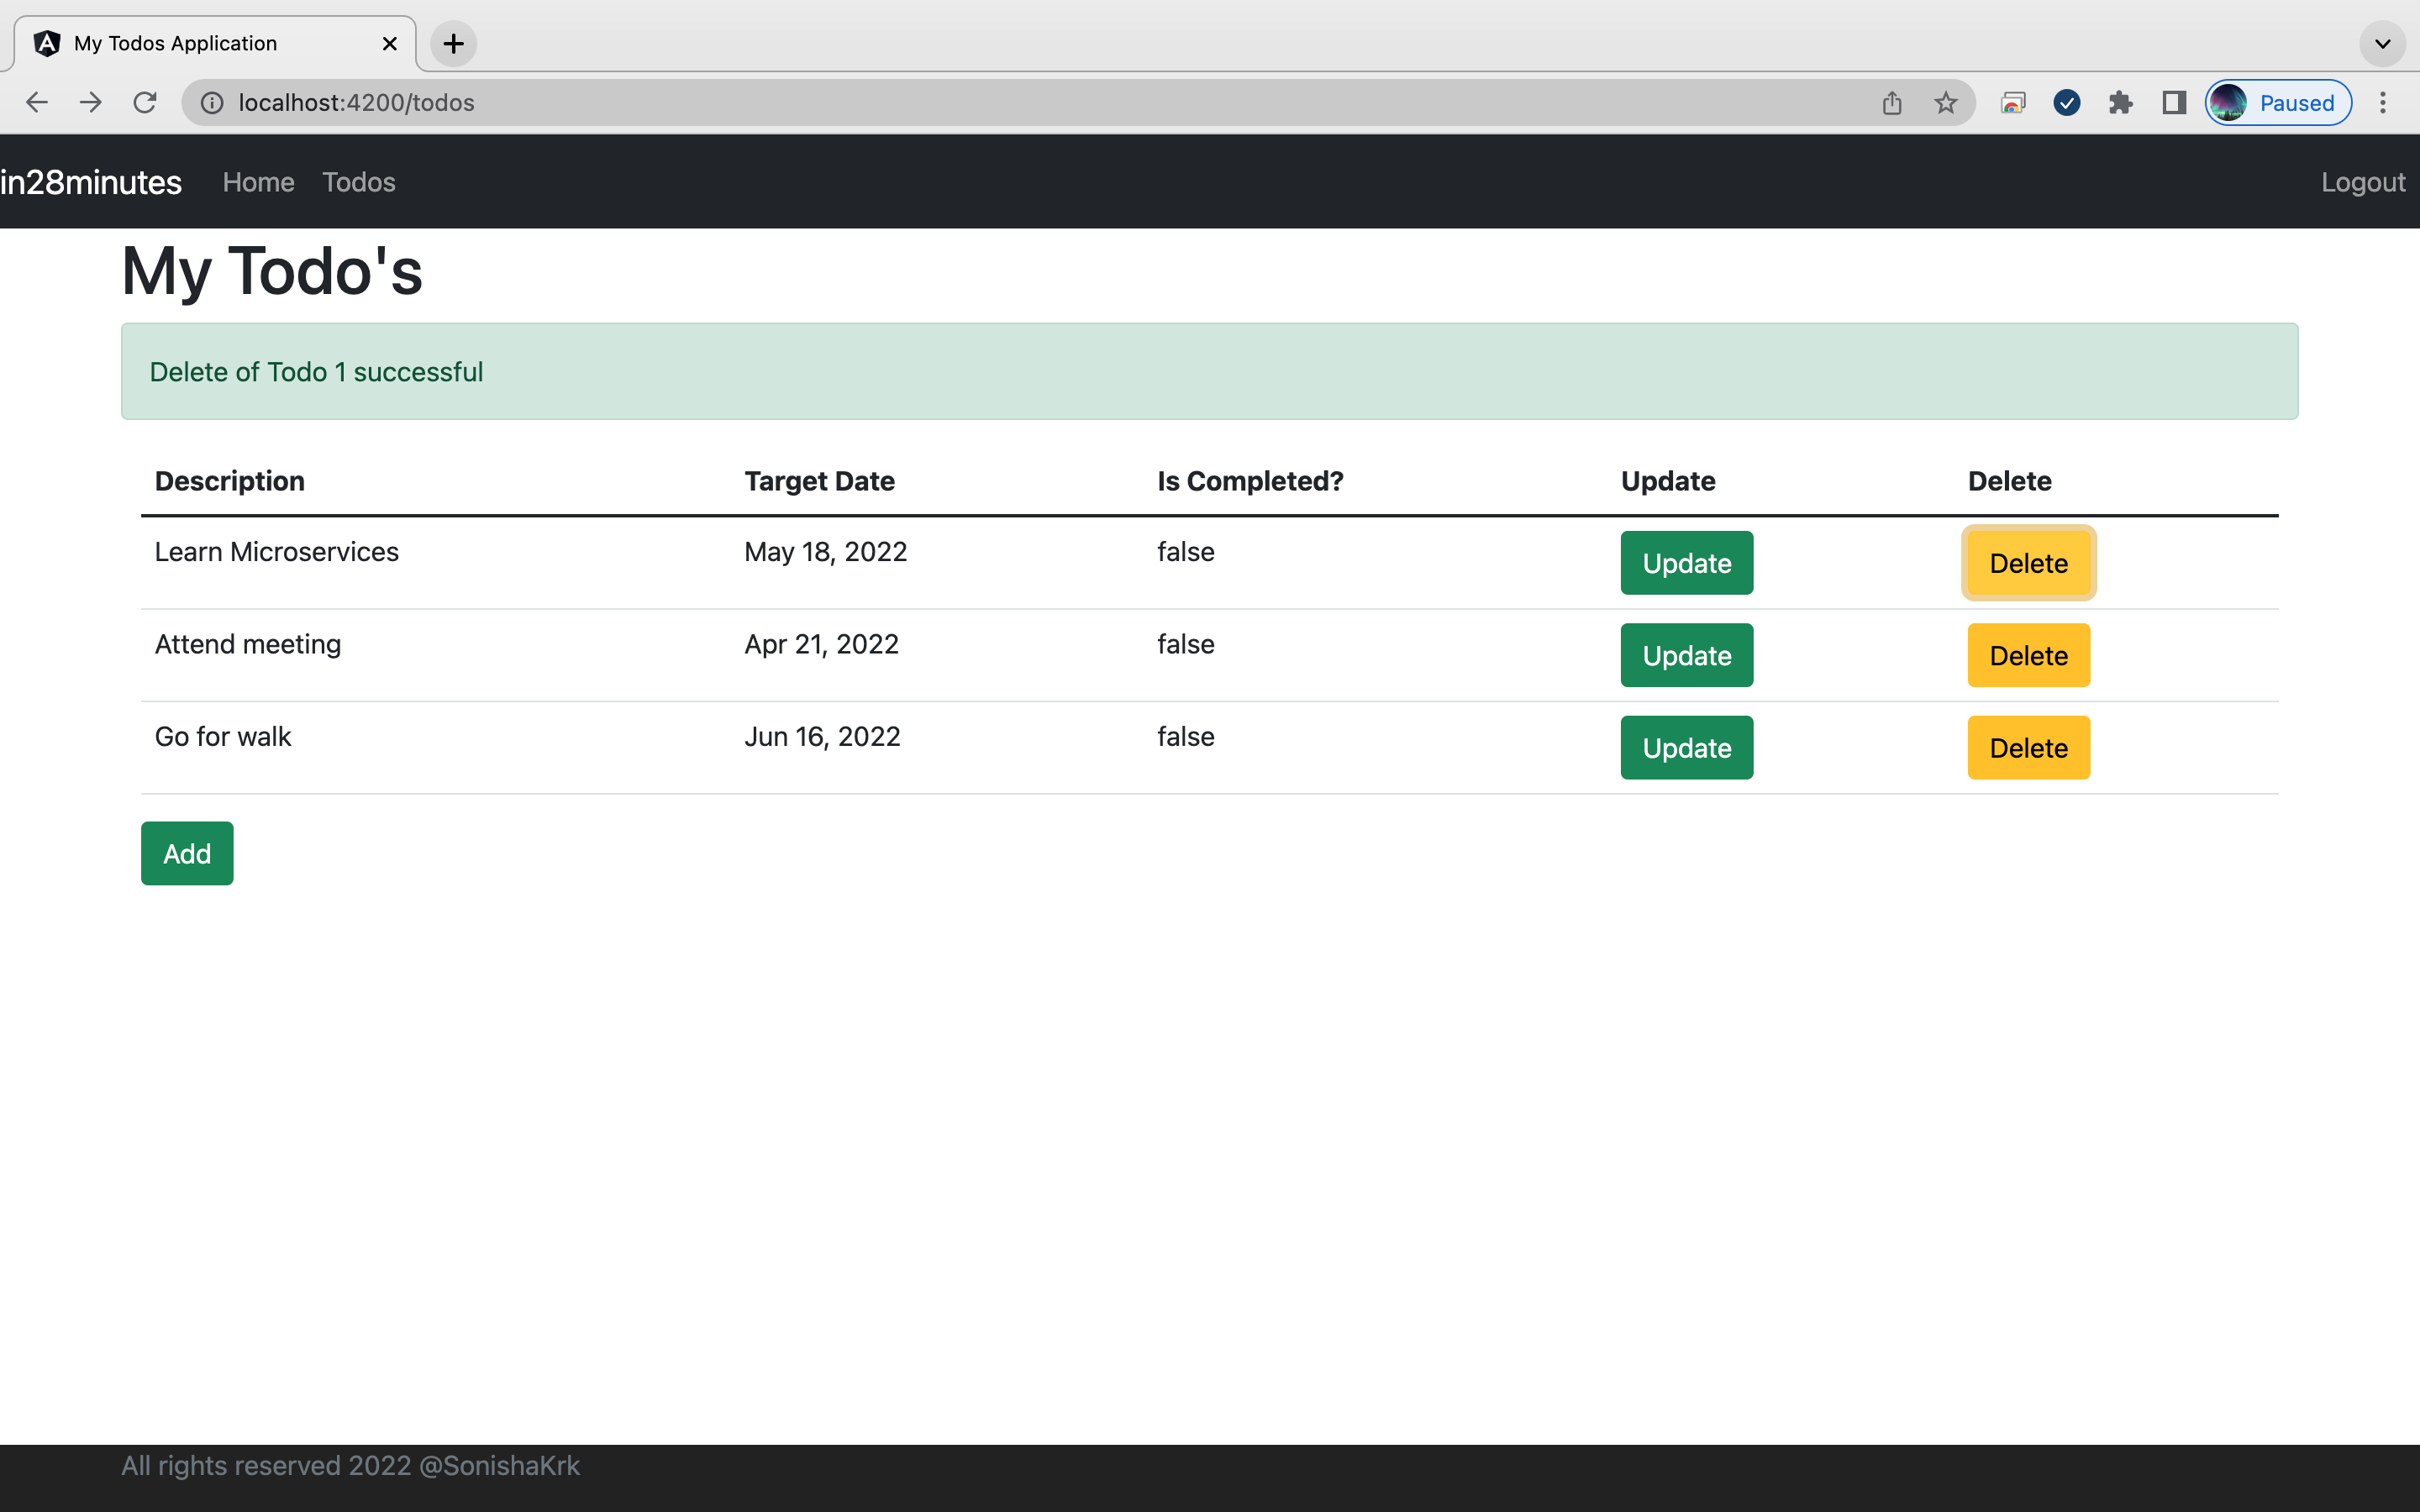 My Todos Application
localhost:4200/todos
Paused
in28minutes Home Todos Logout
My Todo's
Delete of Todo 1 successful
Description Target Date Is Completed? Update Delete
Learn Microservices May 18, 2022 false Update Delete
Attend meeting Apr 21, 2022 false Update Delete
Go for walk Jun 16, 2022 false Update Delete
Add
All rights reserved 2022 @SonishaKrk